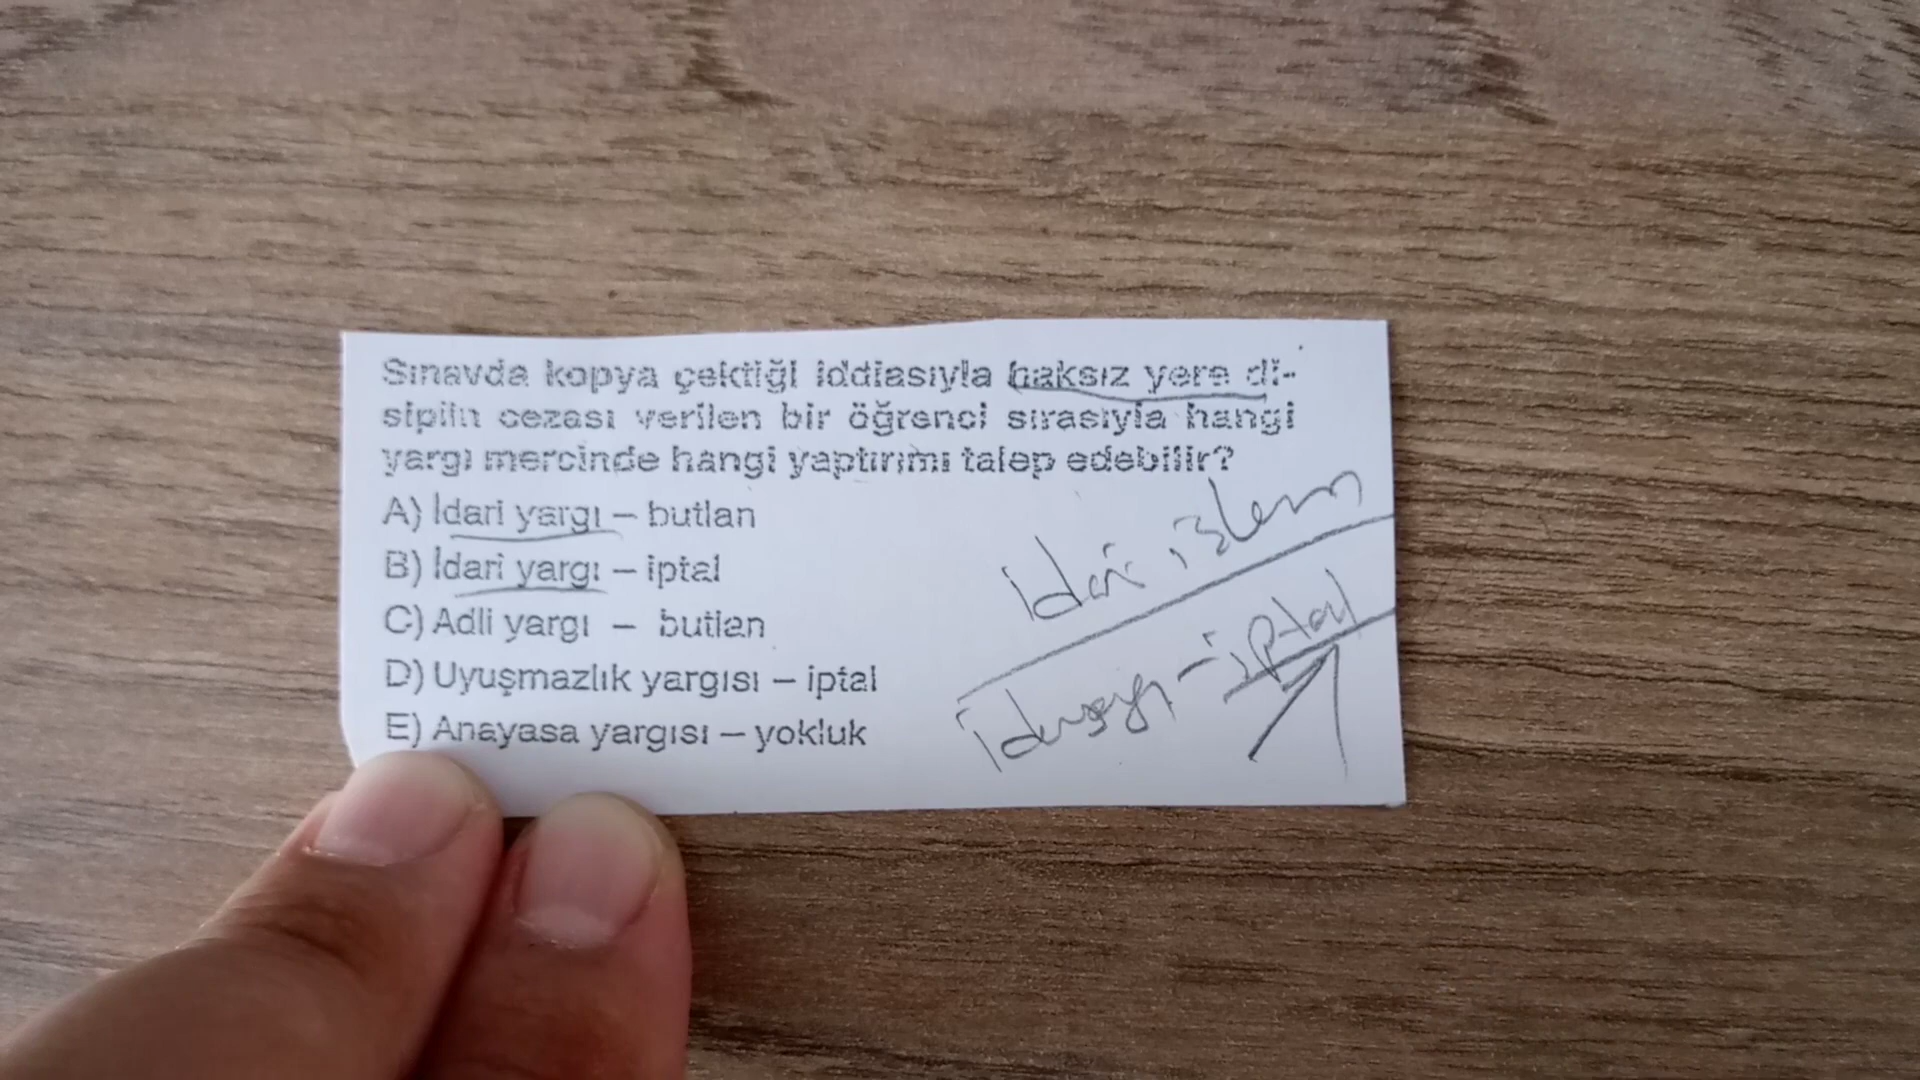 Sınavda kopya çektiği iddiasıyla haksız yere di-
siplin cezası verilen bir öğrenci sırasıyla hangi
yargı mercinde hangi yaptırımı talep edebilir?
A) İdari yargı – butlan
B) İdari yargı – iptal
C) Adli yargı – butlan
D) Uyuşmazlık yargısı – iptal
E) Anayasa yargısı – yokluk
İdari işlem
– iptal